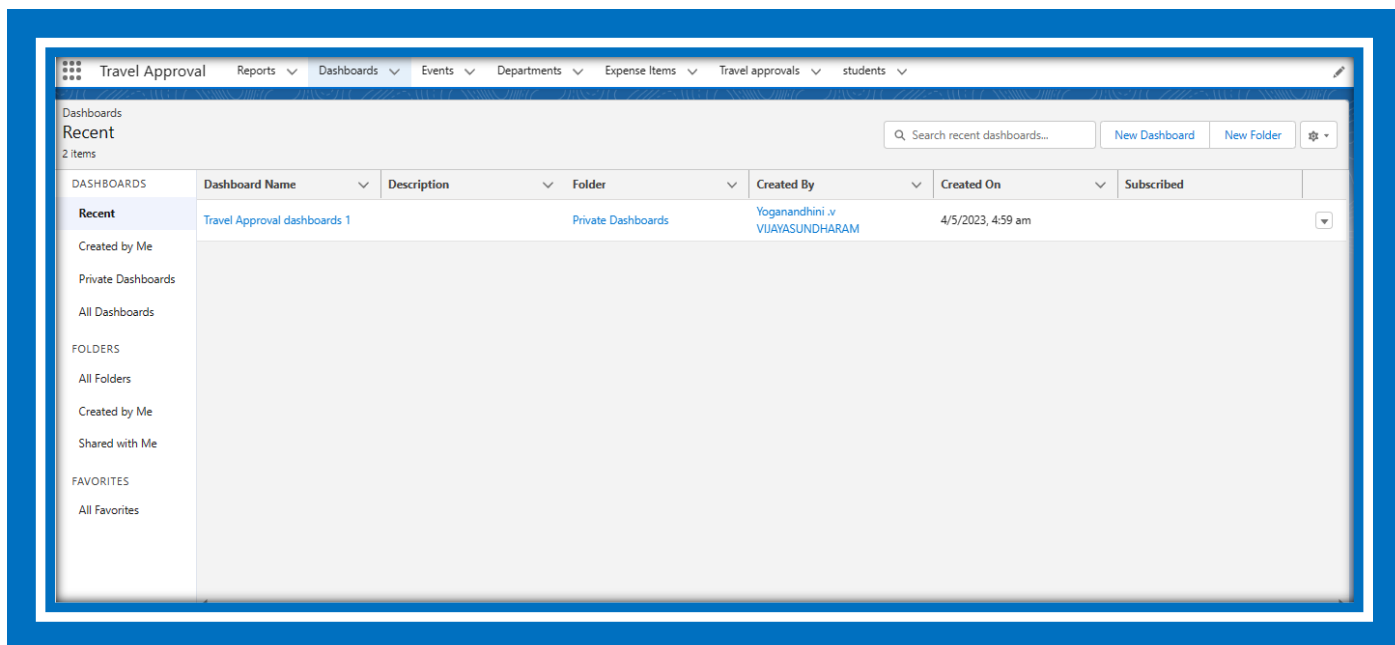 Travel Approval Reports Dashboards Events Departments Expense Items Travel approvals students
Dashboards
Recent
2 items
Search recent dashboards...
New Dashboard
New Folder
DASHBOARDS
Recent
Created by Me
Private Dashboards
All Dashboards
FOLDERS
All Folders
Created by Me
Shared with Me
FAVORITES
All Favorites
Dashboard Name Description Folder Created By Created On Subscribed
Travel Approval dashboards 1 Private Dashboards Yoganandhini .v 4/5/2023, 4:59 am
VIJAYASUNDHARAM